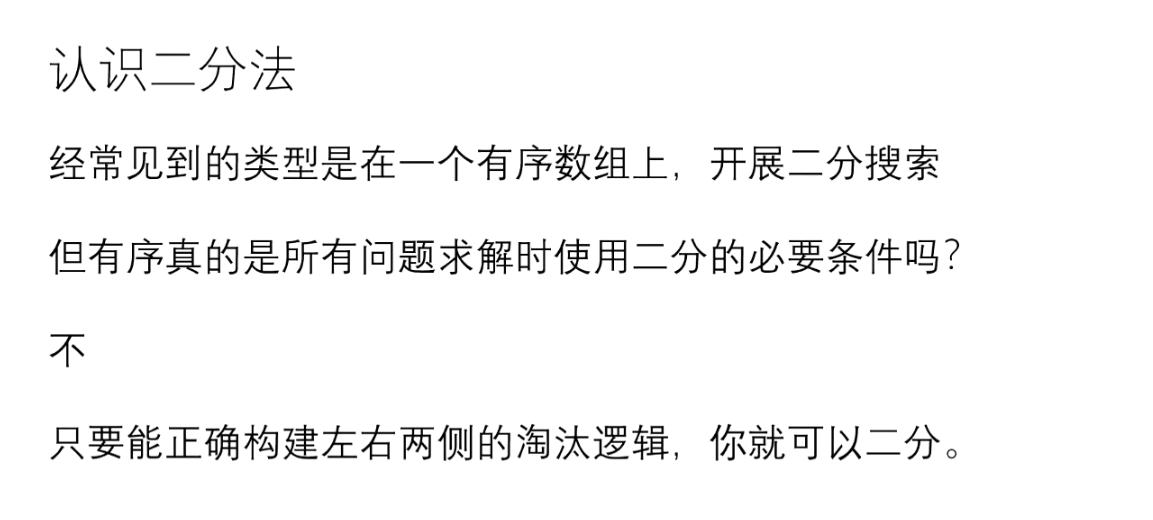 认识二分法
经常见到的类型是在一个有序数组上，开展二分搜索
但有序真的是所有问题求解时使用二分的必要条件吗？
不
只要能正确构建左右两侧的淘汰逻辑，你就可以二分。